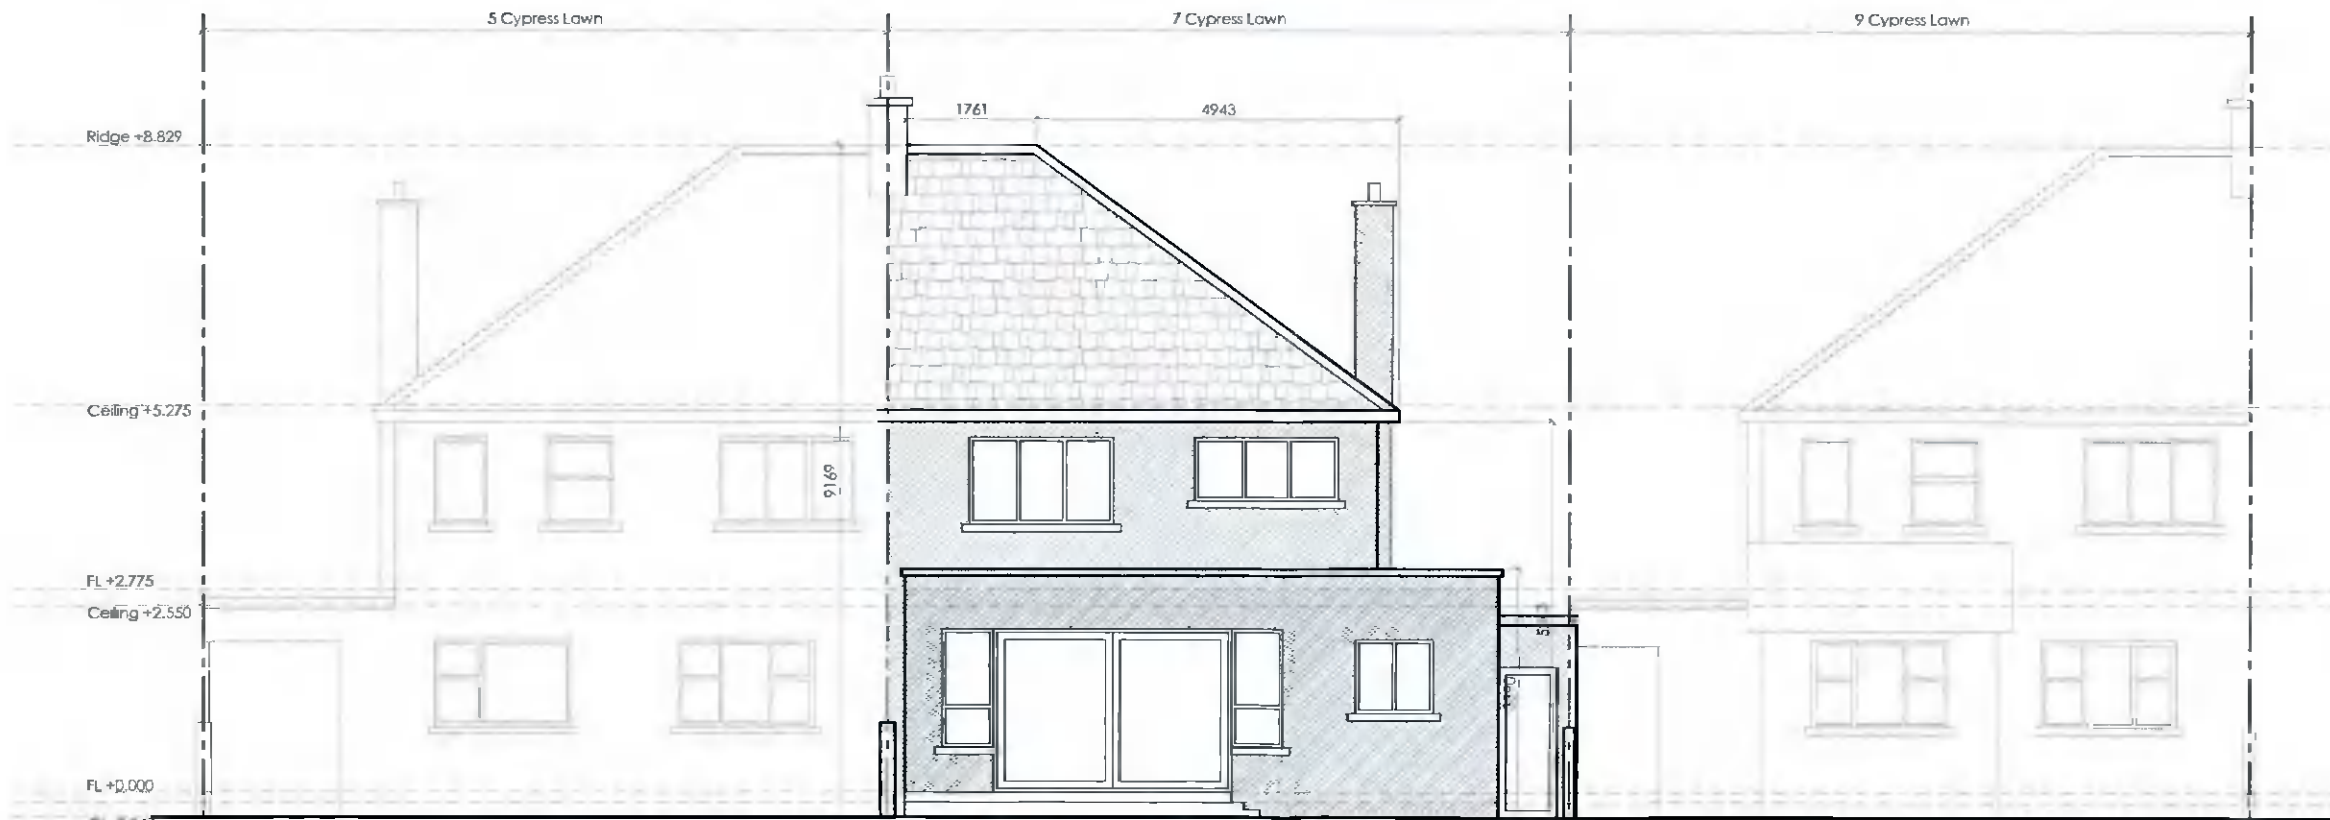 5 Cypress Lawn
7 Cypress Lawn
9 Cypress Lawn
1761
4943
Ridge +8.829
Ceiling +5.275
9169
FL +2.775
Ceiling +2.550
FL +0.000